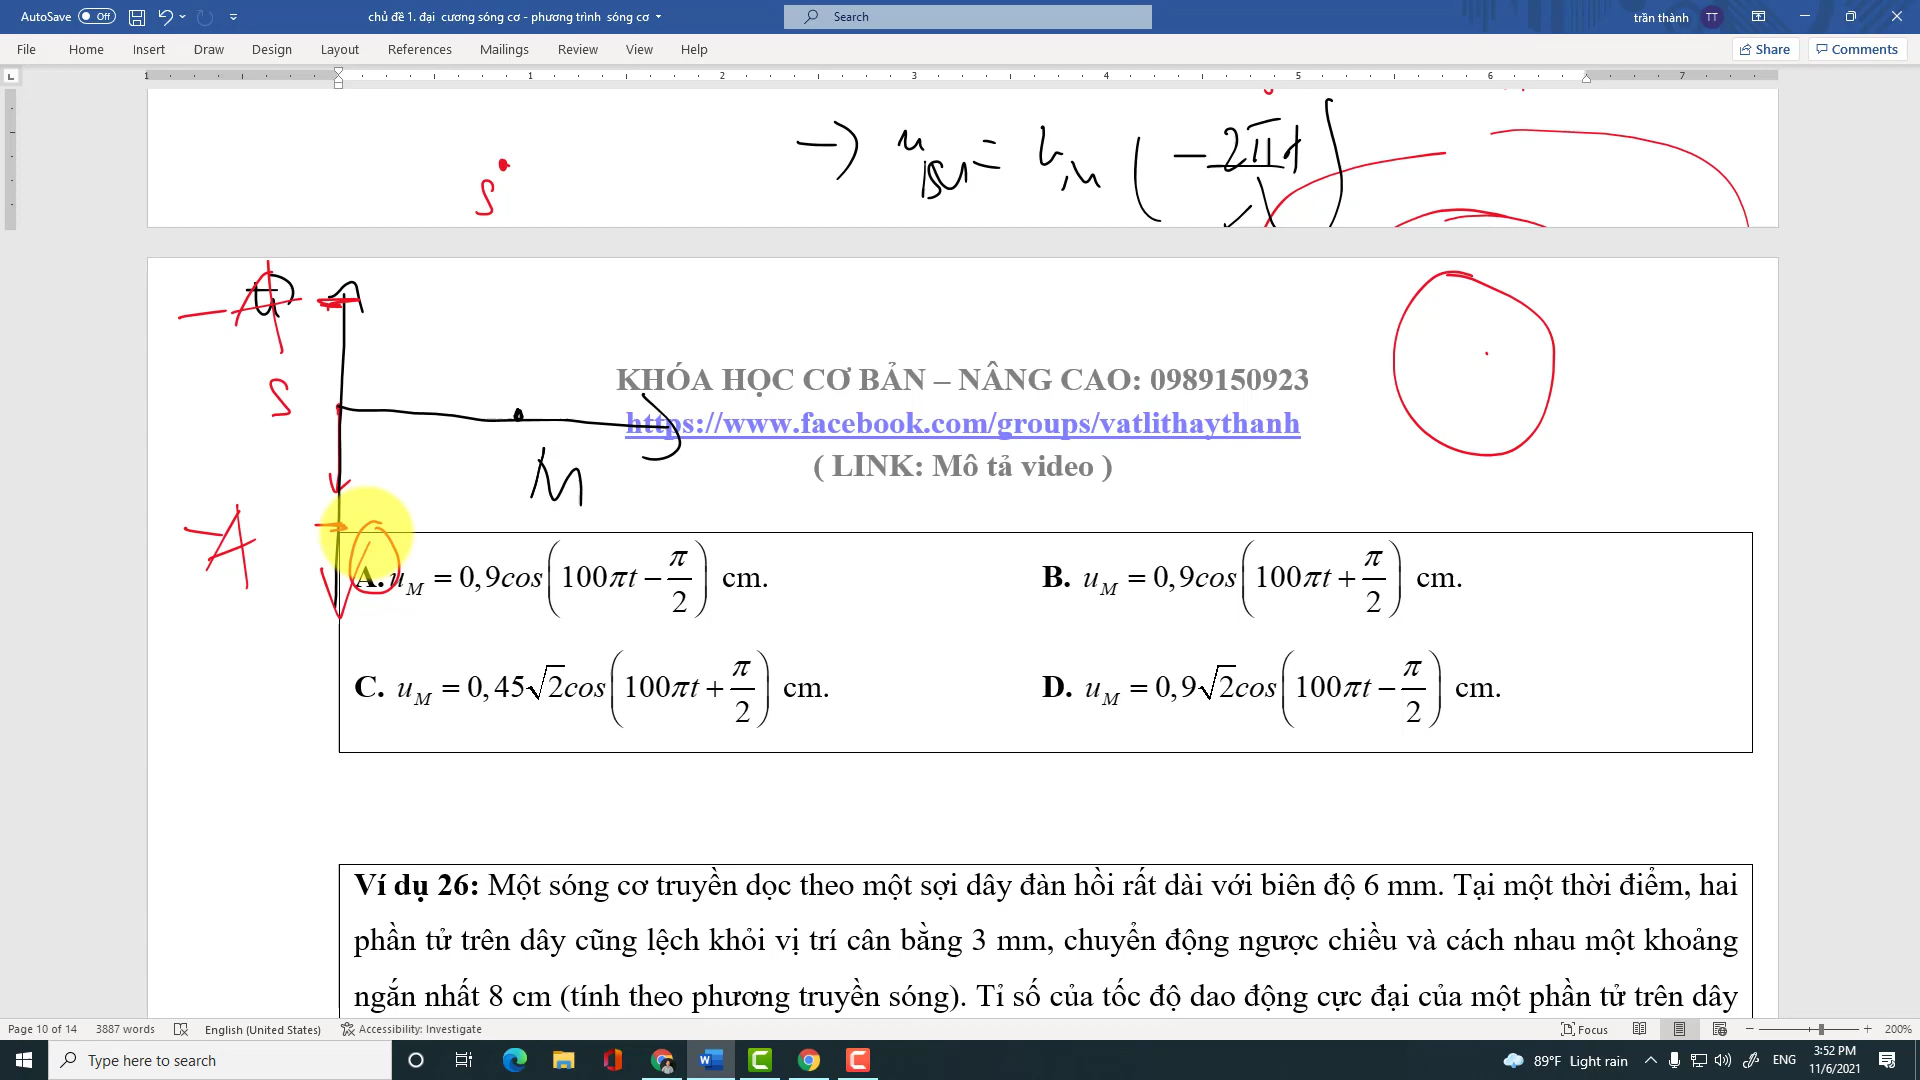 AutoSave Off chủ đề 1. đại cương sóng cơ - phương trình sóng cơ Search trần thành TT
File Home Insert Draw Design Layout References Mailings Review View Help Share Comments
1 1 2 3 4 5 6 7
S
-A
S
M
-A
KHÓA HỌC CƠ BẢN – NÂNG CAO: 0989150923
https://www.facebook.com/groups/vatlithaythanh
( LINK: Mô tả video )
A. u_M = 0,9cos(100πt − π/2) cm. B. u_M = 0,9cos(100πt + π/2) cm.
C. u_M = 0,45√2cos(100πt + π/2) cm. D. u_M = 0,9√2cos(100πt − π/2) cm.
Ví dụ 26: Một sóng cơ truyền dọc theo một sợi dây đàn hồi rất dài với biên độ 6 mm. Tại một thời điểm, hai
phần tử trên dây cũng lệch khỏi vị trí cân bằng 3 mm, chuyển động ngược chiều và cách nhau một khoảng
ngắn nhất 8 cm (tính theo phương truyền sóng). Tỉ số của tốc độ dao động cực đại của một phần tử trên dây
Page 10 of 14 3887 words English (United States) Accessibility: Investigate Focus 200%
Type here to search 89°F Light rain ENG 3:52 PM
11/6/2021